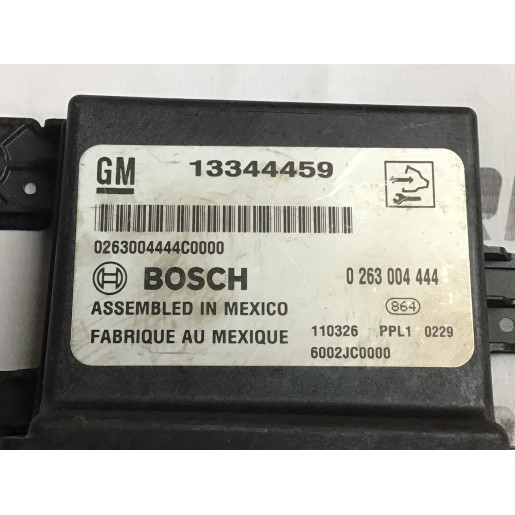 GM 13344459
0263004444C0000
BOSCH 0 263 004 444
ASSEMBLED IN MEXICO 864
FABRIQUE AU MEXIQUE 110326 PPL1 0229
6002JC0000